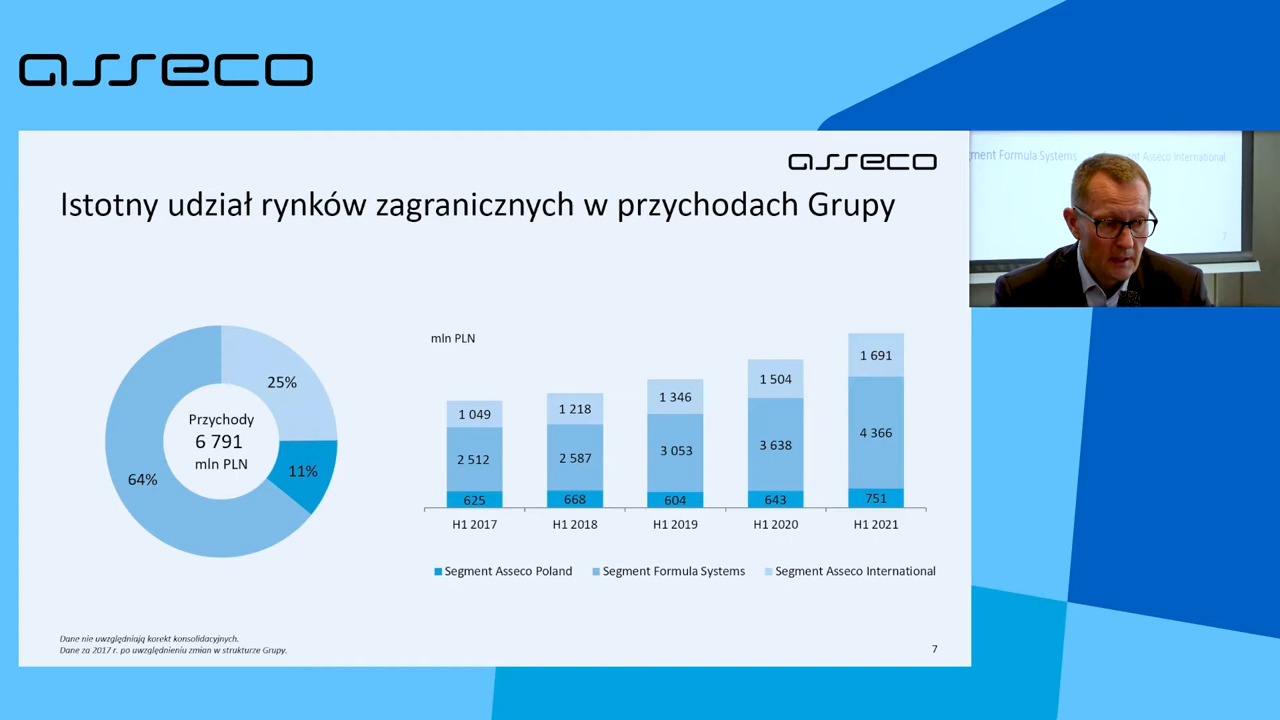 asseco
asseco
Istotny udział rynków zagranicznych w przychodach Grupy
25%
11%
64%
Przychody
6 791
mln PLN
mln PLN
1 049
2 512
625
1 218
2 587
668
1 346
3 053
604
1 504
3 638
643
1 691
4 366
751
H1 2017
H1 2018
H1 2019
H1 2020
H1 2021
Segment Asseco Poland
Segment Formula Systems
Segment Asseco International
Dane nie uwzględniają korekt konsolidacyjnych.
Dane za 2017 r. po uwzględnieniu zmian w strukturze Grupy.
7
Formula Systems
Asseco International
7